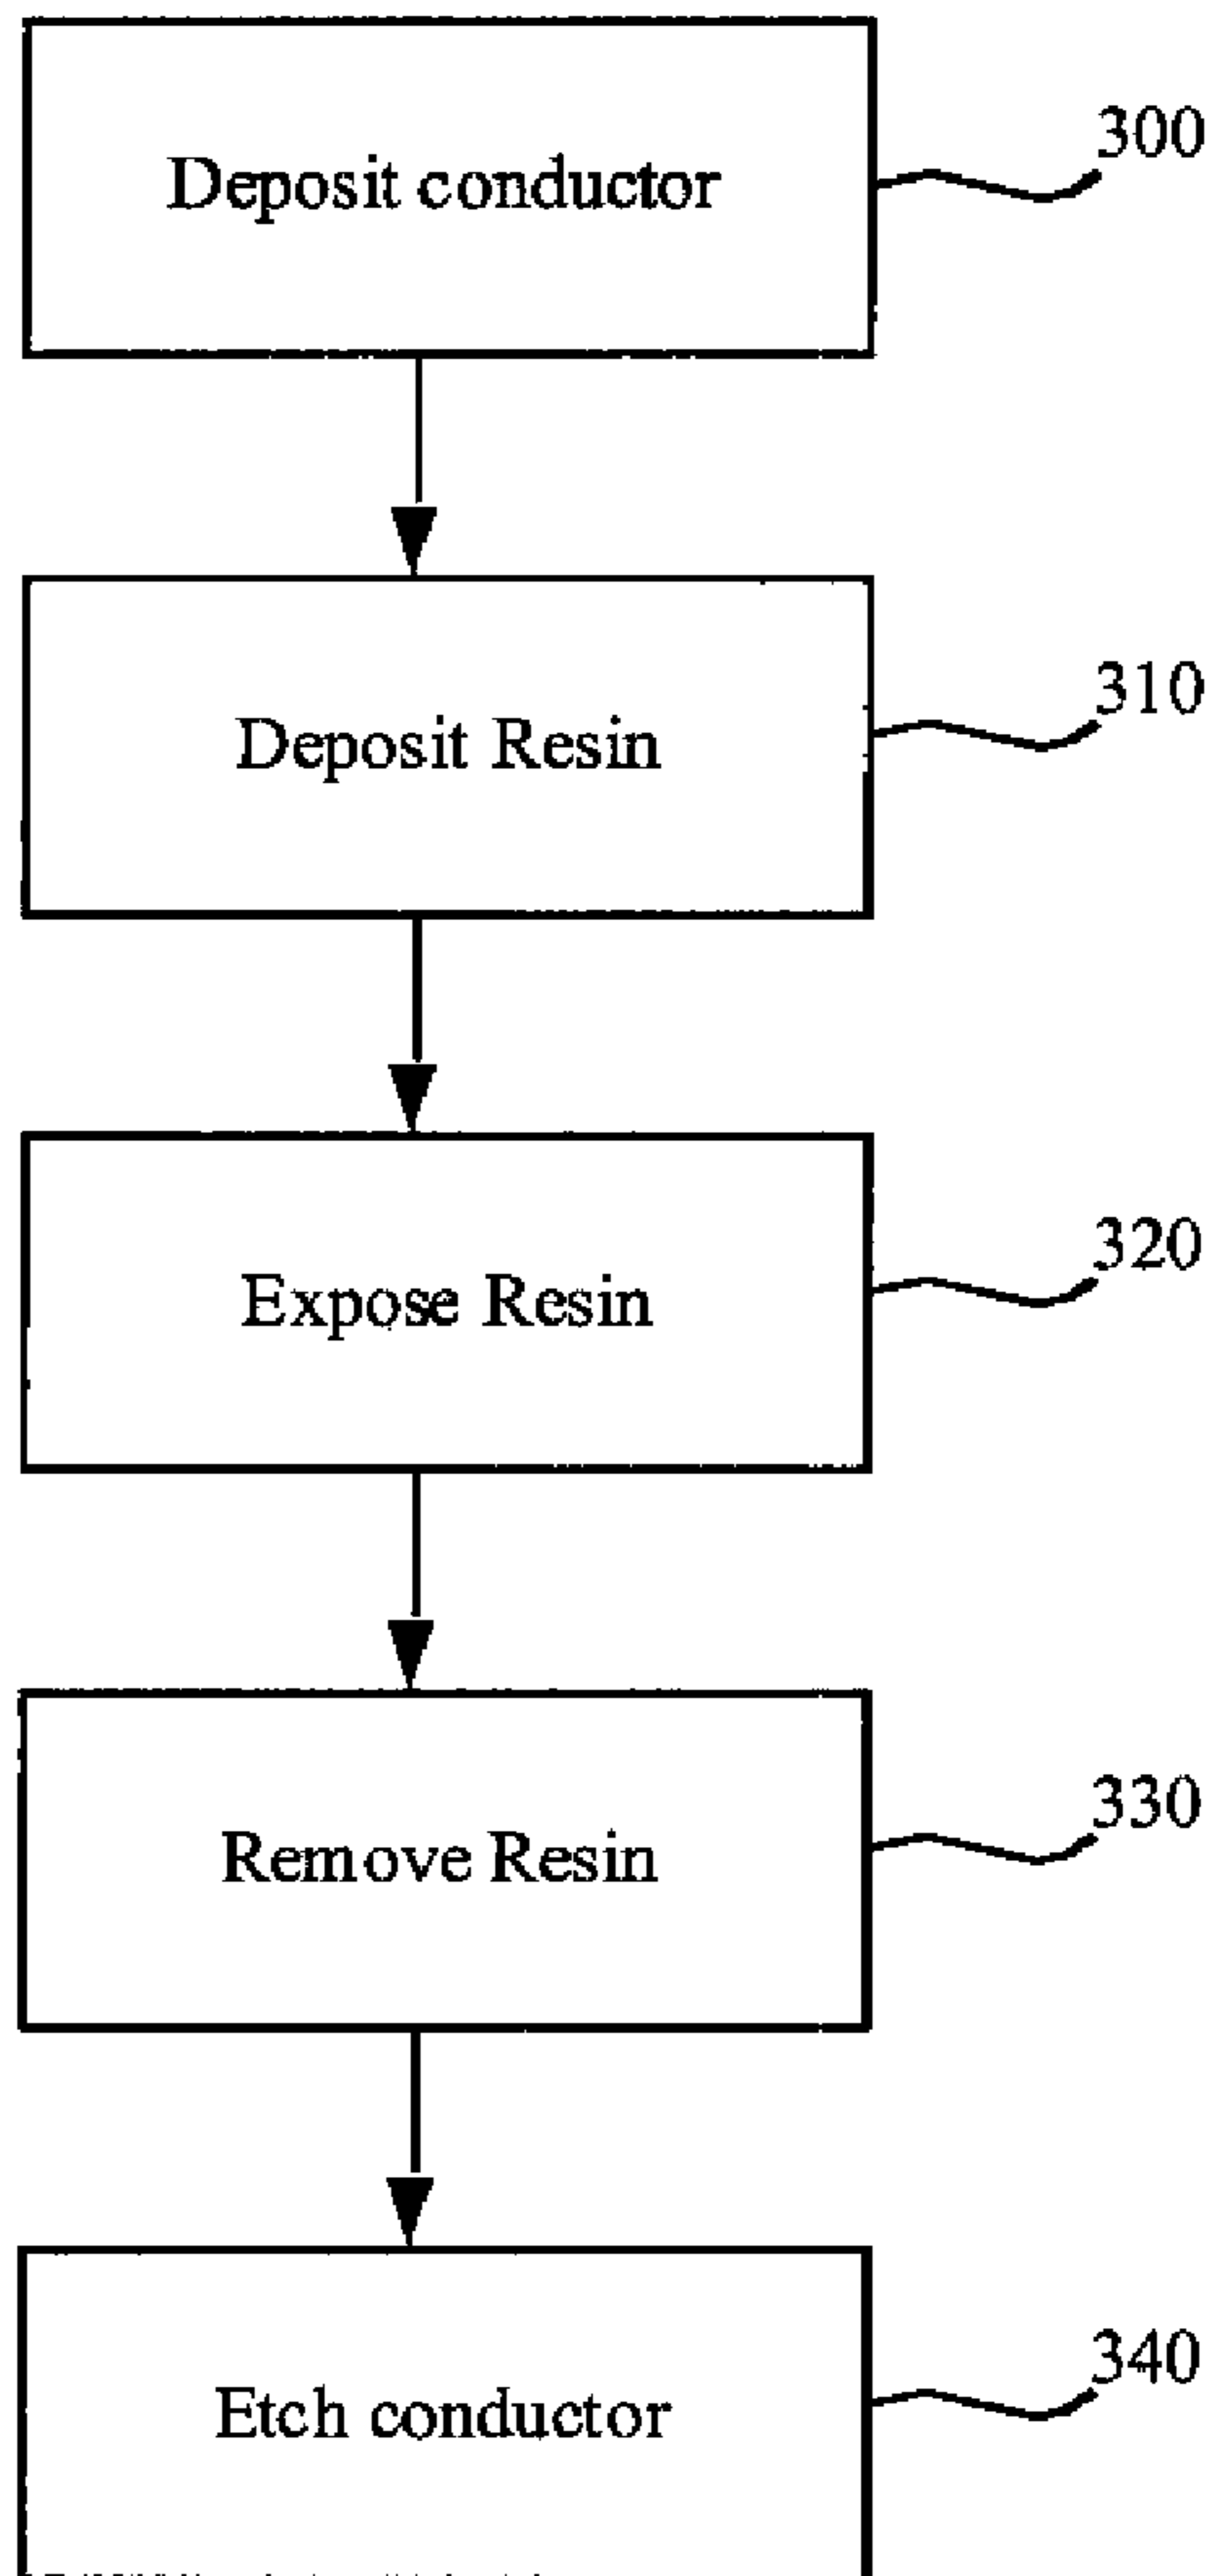 Deposit conductor
300
Deposit Resin
310
Expose Resin
320
Remove Resin
330
Etch conductor
340